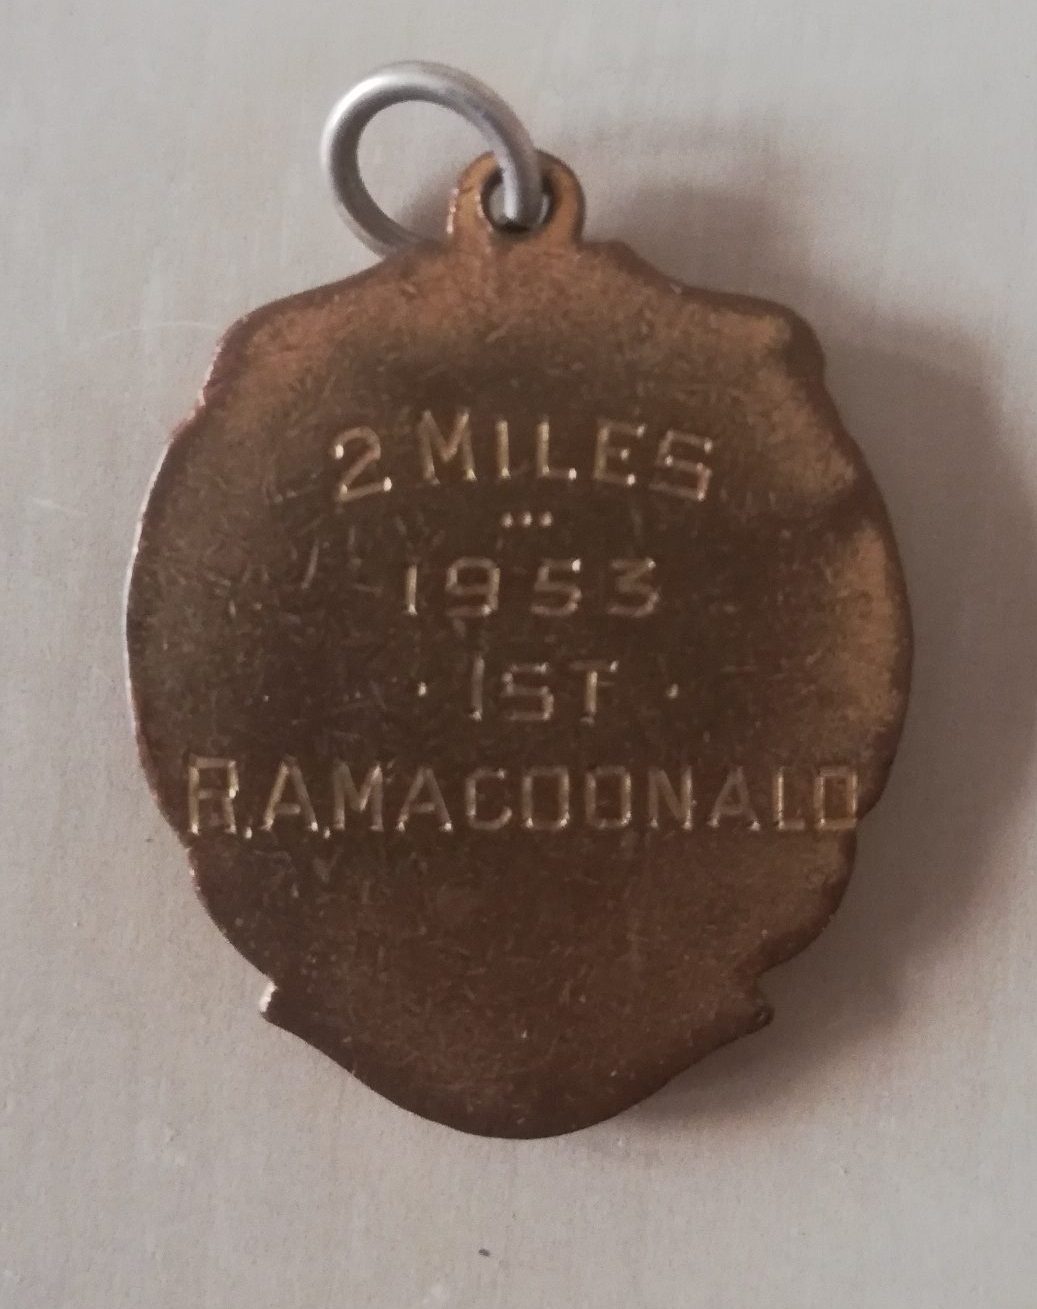 2 MILES
...
1953
· 1ST ·
R.A.MACDONALD